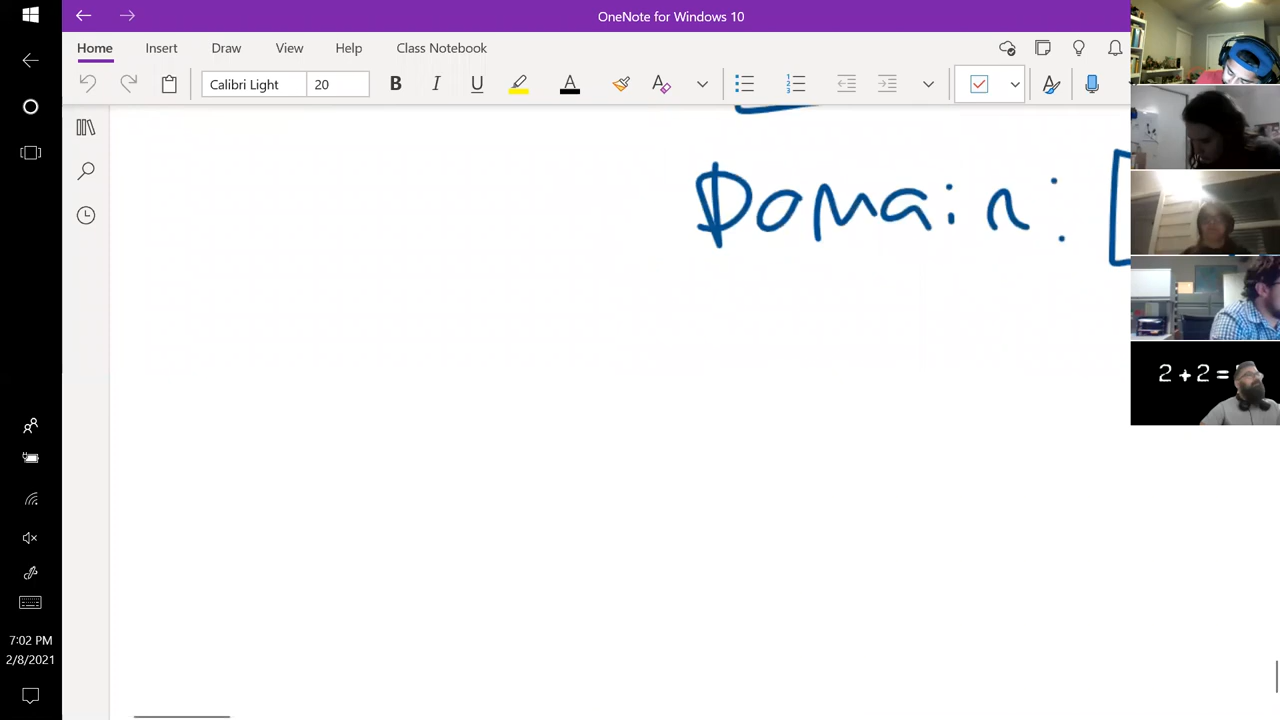 OneNote for Windows 10
Home Insert Draw View Help Class Notebook
Calibri Light 20 B I U A A A
Domain: [
2 + 2 =
7:02 PM
2/8/2021